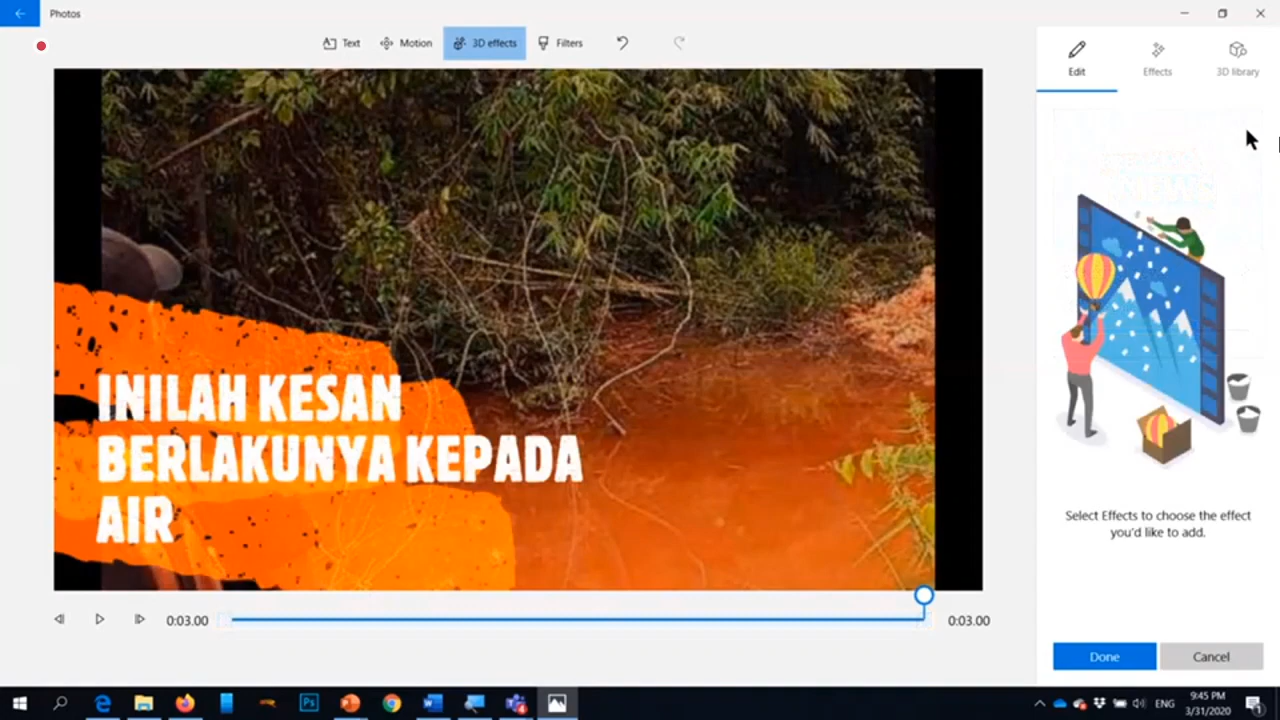 Photos
Text
Motion
3D effects
Filters
Edit
Effects
3D library
INILAH KESAN
BERLAKUNYA KEPADA
AIR
Select Effects to choose the effect
you'd like to add.
0:03.00
0:03.00
Done
Cancel
Ps
ENG
9:45 PM
3/31/2020